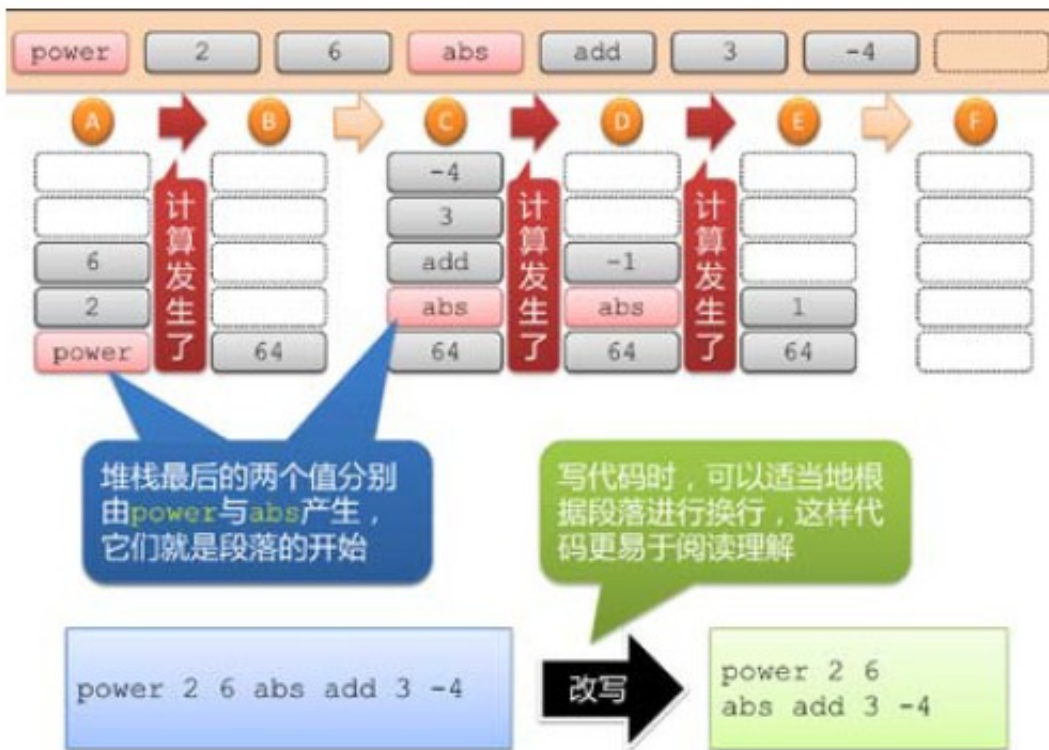 power 2 6 abs add 3 -4
A B C D E F
-4
3
6 add -1
2 abs abs 1
power 64 64 64 64
计算发生了
计算发生了
计算发生了
堆栈最后的两个值分别
由power与abs产生，
它们就是段落的开始
写代码时，可以适当地根
据段落进行换行，这样代
码更易于阅读理解
power 2 6 abs add 3 -4
改写
power 2 6
abs add 3 -4